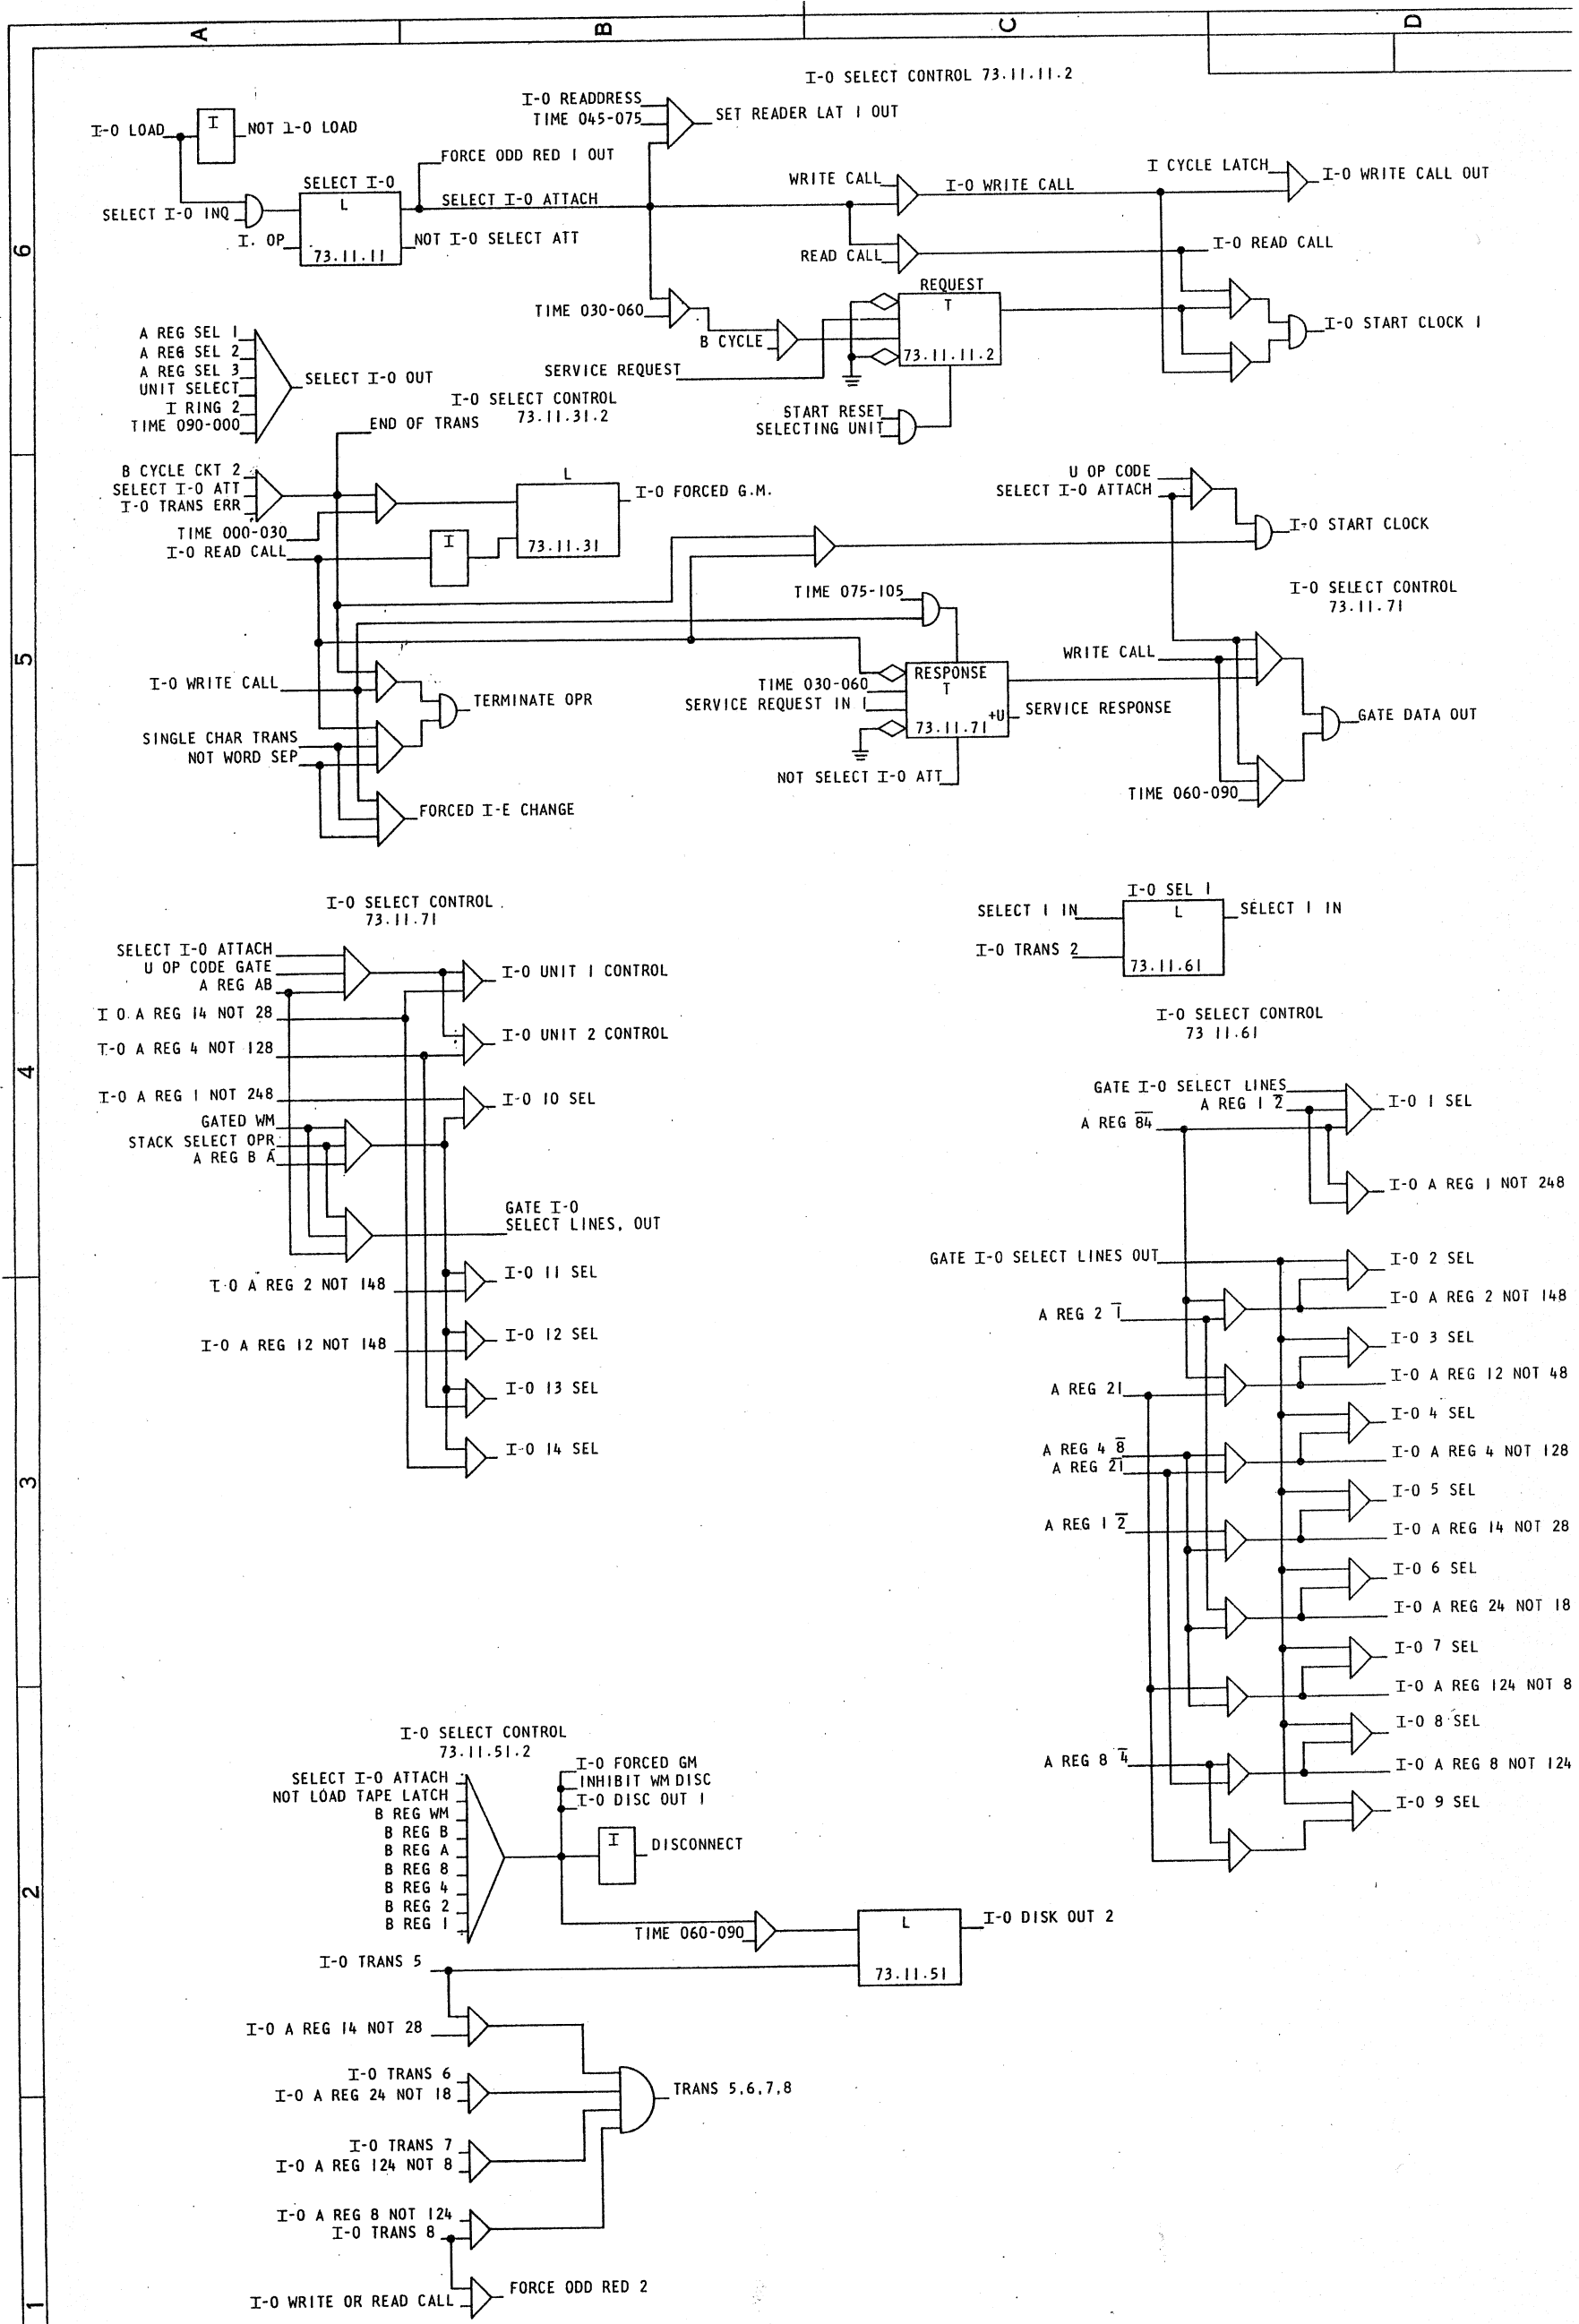 A
B
C
D
I-O SELECT CONTROL 73.11.11.2
I-O LOAD
I
NOT I-O LOAD
I-O READDRESS
TIME 045-075
SET READER LAT 1 OUT
FORCE ODD RED 1 OUT
SELECT I-O
L
73.11.11
SELECT I-O INQ
I. OP
SELECT I-O ATTACH
NOT I-O SELECT ATT
WRITE CALL
I-O WRITE CALL
I CYCLE LATCH
I-O WRITE CALL OUT
READ CALL
I-O READ CALL
6
TIME 030-060
B CYCLE
REQUEST
T
73.11.11.2
I-O START CLOCK 1
SERVICE REQUEST
START RESET
SELECTING UNIT
A REG SEL 1
A REG SEL 2
A REG SEL 3
UNIT SELECT
I RING 2
TIME 090-000
SELECT I-O OUT
I-O SELECT CONTROL
73.11.31.2
END OF TRANS
B CYCLE CKT 2
SELECT I-O ATT
I-O TRANS ERR
TIME 000-030
I-O READ CALL
I
L
73.11.31
I-O FORCED G.M.
U OP CODE
SELECT I-O ATTACH
I-O START CLOCK
I-O SELECT CONTROL
73.11.71
TIME 075-105
5
I-O WRITE CALL
TERMINATE OPR
SINGLE CHAR TRANS
NOT WORD SEP
FORCED I-E CHANGE
TIME 030-060
SERVICE REQUEST IN 1
RESPONSE
T
+U
73.11.71
SERVICE RESPONSE
NOT SELECT I-O ATT
WRITE CALL
GATE DATA OUT
TIME 060-090
I-O SELECT CONTROL
73.11.71
SELECT I-O ATTACH
U OP CODE GATE
A REG AB
I O A REG 14 NOT 28
I-O A REG 4 NOT 128
I-O A REG 1 NOT 248
GATED WM
STACK SELECT OPR
A REG B A̅
I-O UNIT 1 CONTROL
I-O UNIT 2 CONTROL
I-O 10 SEL
GATE I-O
SELECT LINES, OUT
I-O A REG 2 NOT 148
I-O 11 SEL
I-O A REG 12 NOT 148
I-O 12 SEL
I-O 13 SEL
I-O 14 SEL
4
I-O SEL 1
SELECT 1 IN
L
SELECT 1 IN
I-O TRANS 2
73.11.61
I-O SELECT CONTROL
73 11.61
GATE I-O SELECT LINES
A REG 1 2̅
A REG 8̅4̅
I-O 1 SEL
I-O A REG 1 NOT 248
GATE I-O SELECT LINES OUT
I-O 2 SEL
A REG 2 1̅
I-O A REG 2 NOT 148
I-O 3 SEL
A REG 21
I-O A REG 12 NOT 48
I-O 4 SEL
A REG 4 8̅
A REG 2̅1̅
I-O A REG 4 NOT 128
I-O 5 SEL
A REG 1 2̅
I-O A REG 14 NOT 28
I-O 6 SEL
I-O A REG 24 NOT 18
I-O 7 SEL
I-O A REG 124 NOT 8
I-O 8 SEL
A REG 8 4̅
I-O A REG 8 NOT 124
I-O 9 SEL
3
I-O SELECT CONTROL
73.11.51.2
SELECT I-O ATTACH
NOT LOAD TAPE LATCH
B REG WM
B REG B
B REG A
B REG 8
B REG 4
B REG 2
B REG 1
I-O FORCED GM
INHIBIT WM DISC
I-O DISC OUT 1
I
DISCONNECT
2
TIME 060-090
L
73.11.51
I-O DISK OUT 2
I-O TRANS 5
I-O A REG 14 NOT 28
I-O TRANS 6
I-O A REG 24 NOT 18
TRANS 5,6,7,8
I-O TRANS 7
I-O A REG 124 NOT 8
I-O A REG 8 NOT 124
I-O TRANS 8
I-O WRITE OR READ CALL
FORCE ODD RED 2
1